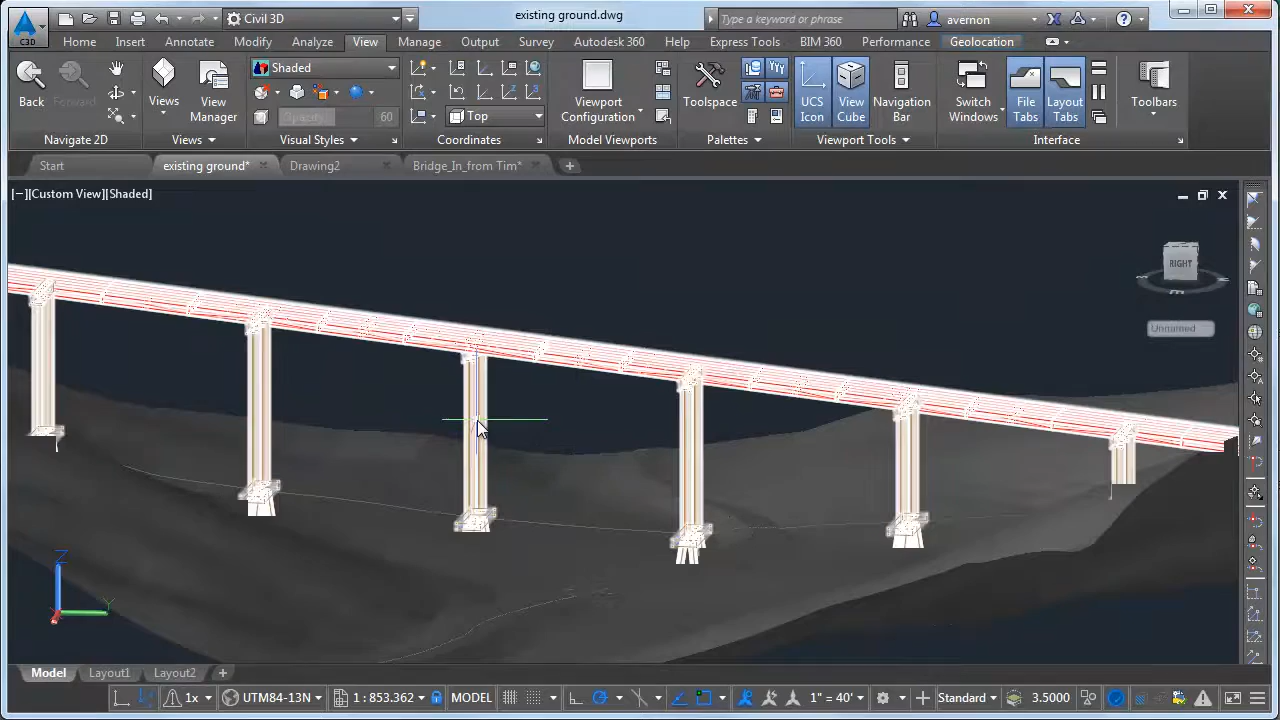 C3D
Civil 3D
existing ground.dwg
Type a keyword or phrase
avernon
Home Insert Annotate Modify Analyze View Manage Output Survey Autodesk 360 Help Express Tools BIM 360 Performance Geolocation
Back Forward
Views
View Manager
Shaded
Opacity 60
Top
Viewport Configuration
Toolspace
UCS Icon
View Cube
Navigation Bar
Switch Windows
File Tabs
Layout Tabs
Toolbars
Navigate 2D Views Visual Styles Coordinates Model Viewports Palettes Viewport Tools Interface
Start existing ground* Drawing2 Bridge_In_from Tim*
[−][Custom View][Shaded]
RIGHT
Unnamed
Z
Y
Model Layout1 Layout2
1x UTM84-13N 1 : 853.362 MODEL 1" = 40' Standard 3.5000